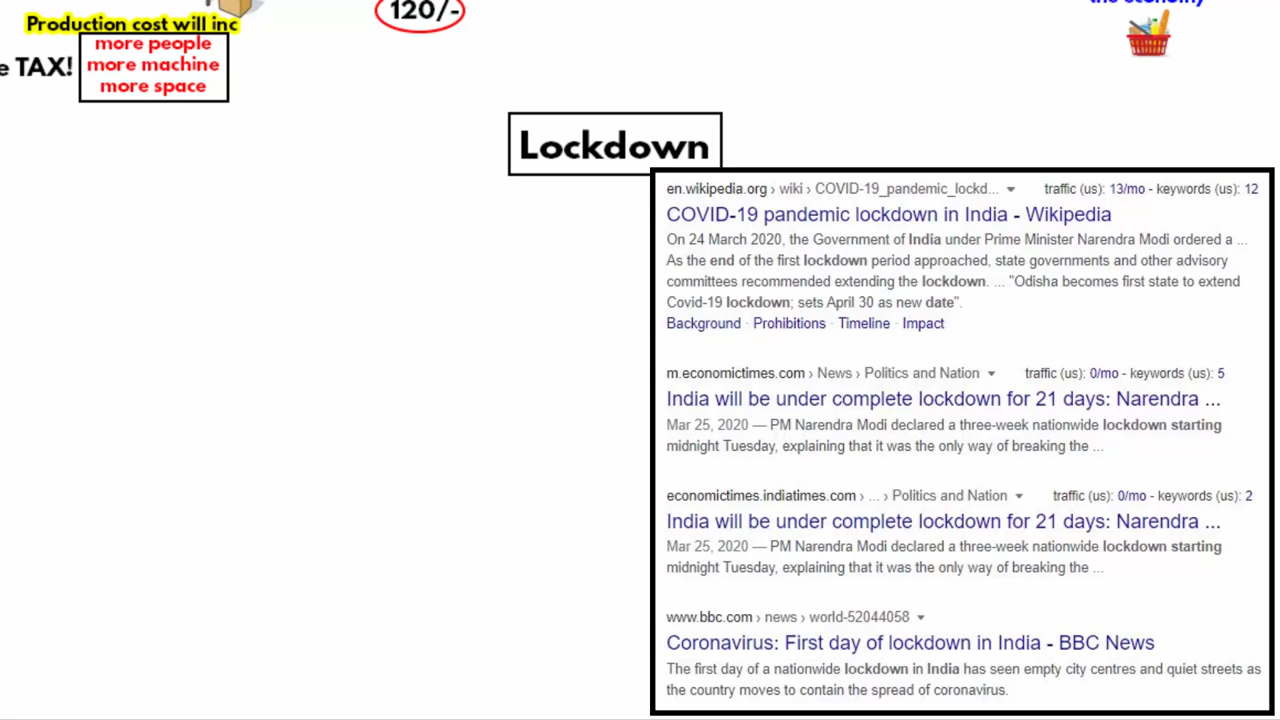 the economy
120/-
Production cost will inc
more people
e TAX!
more machine
more space
Lockdown
en.wikipedia.org › wiki › COVID-19_pandemic_lockd... traffic (us): 13/mo - keywords (us): 12
COVID-19 pandemic lockdown in India - Wikipedia
On 24 March 2020, the Government of India under Prime Minister Narendra Modi ordered a ...
As the end of the first lockdown period approached, state governments and other advisory
committees recommended extending the lockdown. ... "Odisha becomes first state to extend
Covid-19 lockdown; sets April 30 as new date".
Background · Prohibitions · Timeline · Impact
m.economictimes.com › News › Politics and Nation traffic (us): 0/mo - keywords (us): 5
India will be under complete lockdown for 21 days: Narendra ...
Mar 25, 2020 — PM Narendra Modi declared a three-week nationwide lockdown starting
midnight Tuesday, explaining that it was the only way of breaking the ...
economictimes.indiatimes.com › ... › Politics and Nation traffic (us): 0/mo - keywords (us): 2
India will be under complete lockdown for 21 days: Narendra ...
Mar 25, 2020 — PM Narendra Modi declared a three-week nationwide lockdown starting
midnight Tuesday, explaining that it was the only way of breaking the ...
www.bbc.com › news › world-52044058
Coronavirus: First day of lockdown in India - BBC News
The first day of a nationwide lockdown in India has seen empty city centres and quiet streets as
the country moves to contain the spread of coronavirus.